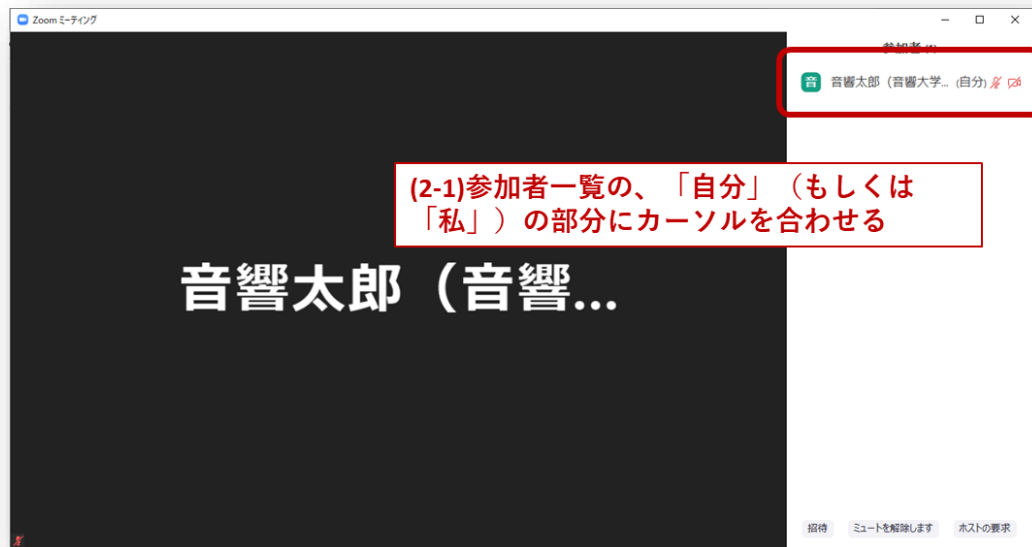 Zoom ミーティング
参加者 (1)
音 音響太郎（音響大学... (自分)
(2-1)参加者一覧の、「自分」（もしくは
「私」）の部分にカーソルを合わせる
音響太郎（音響...
招待 ミュートを解除します ホストの要求